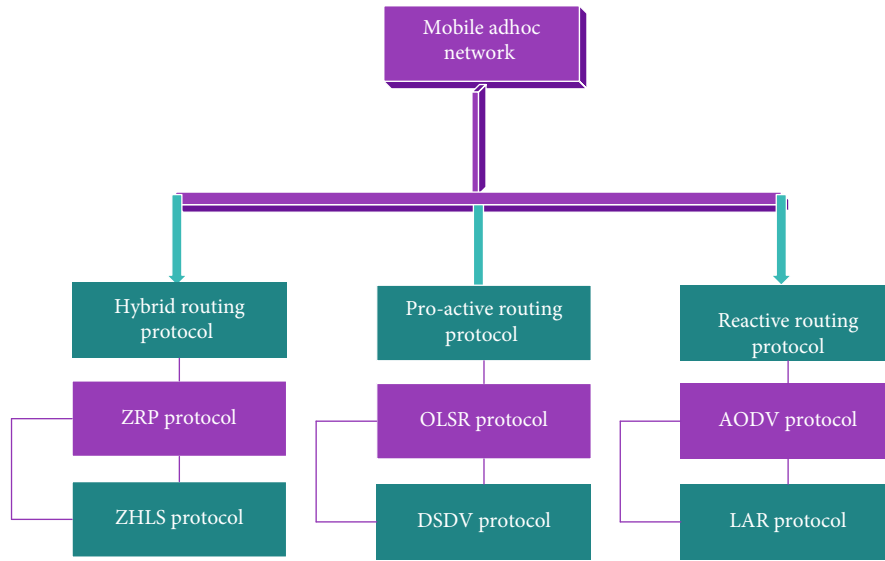 Mobile adhoc
network
Hybrid routing
protocol
Pro-active routing
protocol
Reactive routing
protocol
ZRP protocol
OLSR protocol
AODV protocol
ZHLS protocol
DSDV protocol
LAR protocol